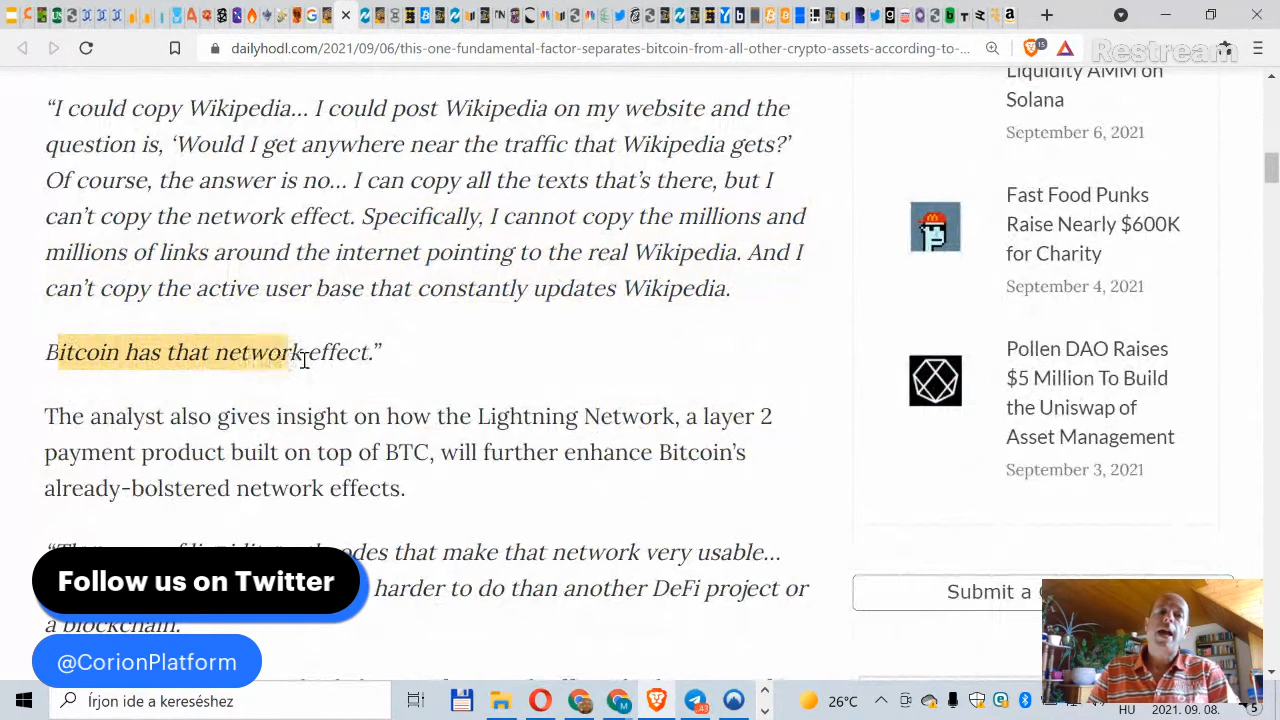 dailyhodl.com/2021/09/06/this-one-fundamental-factor-separates-bitcoin-from-all-other-crypto-assets-according-to-...
15
Restream
“I could copy Wikipedia… I could post Wikipedia on my website and the
question is, ‘Would I get anywhere near the traffic that Wikipedia gets?’
Of course, the answer is no… I can copy all the texts that’s there, but I
can’t copy the network effect. Specifically, I cannot copy the millions and
millions of links around the internet pointing to the real Wikipedia. And I
can’t copy the active user base that constantly updates Wikipedia.
Bitcoin has that network effect.”
The analyst also gives insight on how the Lightning Network, a layer 2
payment product built on top of BTC, will further enhance Bitcoin’s
already-bolstered network effects.
that make that network very usable…
harder to do than another DeFi project or
a blockchain.
Liquidity AMM on
Solana
September 6, 2021
Fast Food Punks
Raise Nearly $600K
for Charity
September 4, 2021
Pollen DAO Raises
$5 Million To Build
the Uniswap of
Asset Management
September 3, 2021
Submit a
Follow us on Twitter
@CorionPlatform
Írjon ide a kereséshez
43
26°C
HU
2021. 09. 08.
5